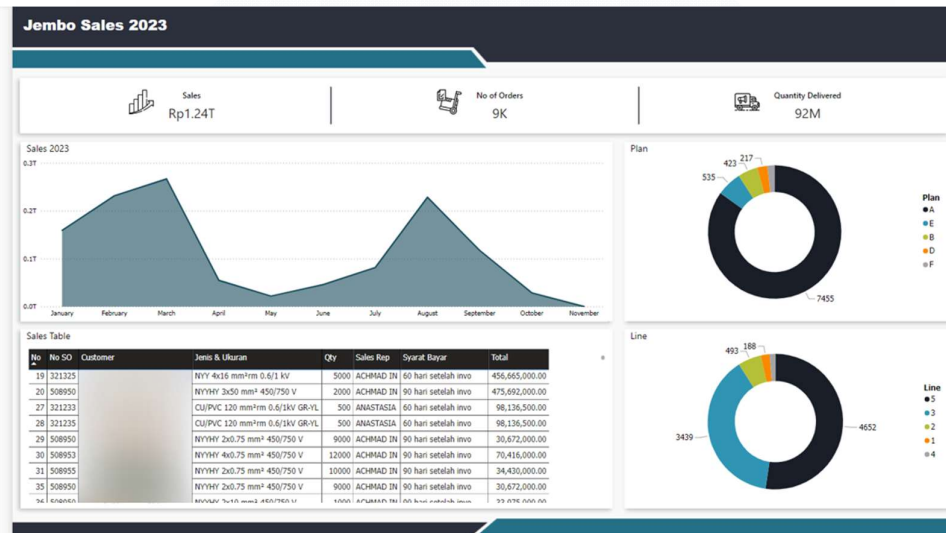 Jembo Sales 2023
Sales
Rp1.24T
No of Orders
9K
Quantity Delivered
92M
Sales 2023
0.3T
0.2T
0.1T
0.0T
January February March April May June July August September October November
Plan
217
423
535
7455
Plan
A
E
B
D
F
Sales Table
No No SO Customer Jenis & Ukuran Qty Sales Rep Syarat Bayar Total
19 321325 NYY 4x16 mm²rm 0.6/1 kV 5000 ACHMAD IN 60 hari setelah invo 456,665,000.00
20 508950 NYYHY 3x50 mm² 450/750 V 2000 ACHMAD IN 90 hari setelah invo 475,692,000.00
27 321233 CU/PVC 120 mm²rm 0.6/1kV GR-YL 500 ANASTASIA 60 hari setelah invo 98,136,500.00
28 321235 CU/PVC 120 mm²rm 0.6/1kV GR-YL 500 ANASTASIA 60 hari setelah invo 98,136,500.00
29 508950 NYYHY 2x0.75 mm² 450/750 V 9000 ACHMAD IN 90 hari setelah invo 30,672,000.00
30 508953 NYYHY 4x0.75 mm² 450/750 V 12000 ACHMAD IN 90 hari setelah invo 70,416,000.00
31 508955 NYYHY 2x0.75 mm² 450/750 V 10000 ACHMAD IN 90 hari setelah invo 34,430,000.00
35 508950 NYYHY 2x0.75 mm² 450/750 V 9000 ACHMAD IN 90 hari setelah invo 30,672,000.00
Line
188
493
3439
4652
Line
5
3
2
1
4